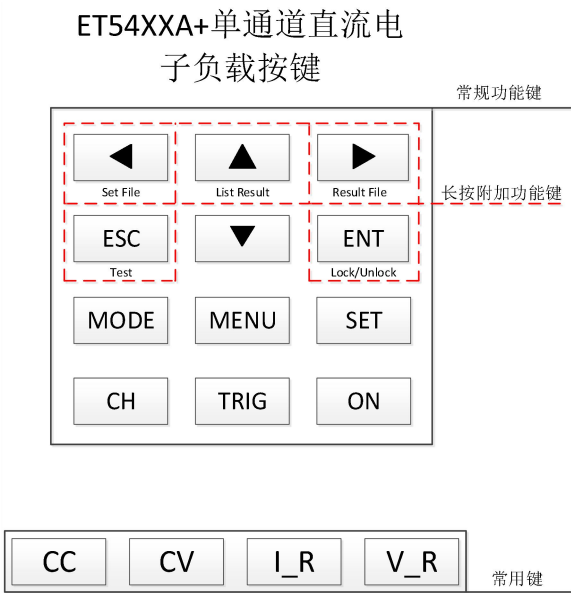 ET54XXA+单通道直流电
子负载按键
常规功能键
Set File
List Result
Result File
长按附加功能键
ESC
ENT
Test
Lock/Unlock
MODE
MENU
SET
CH
TRIG
ON
CC
CV
I_R
V_R
常用键